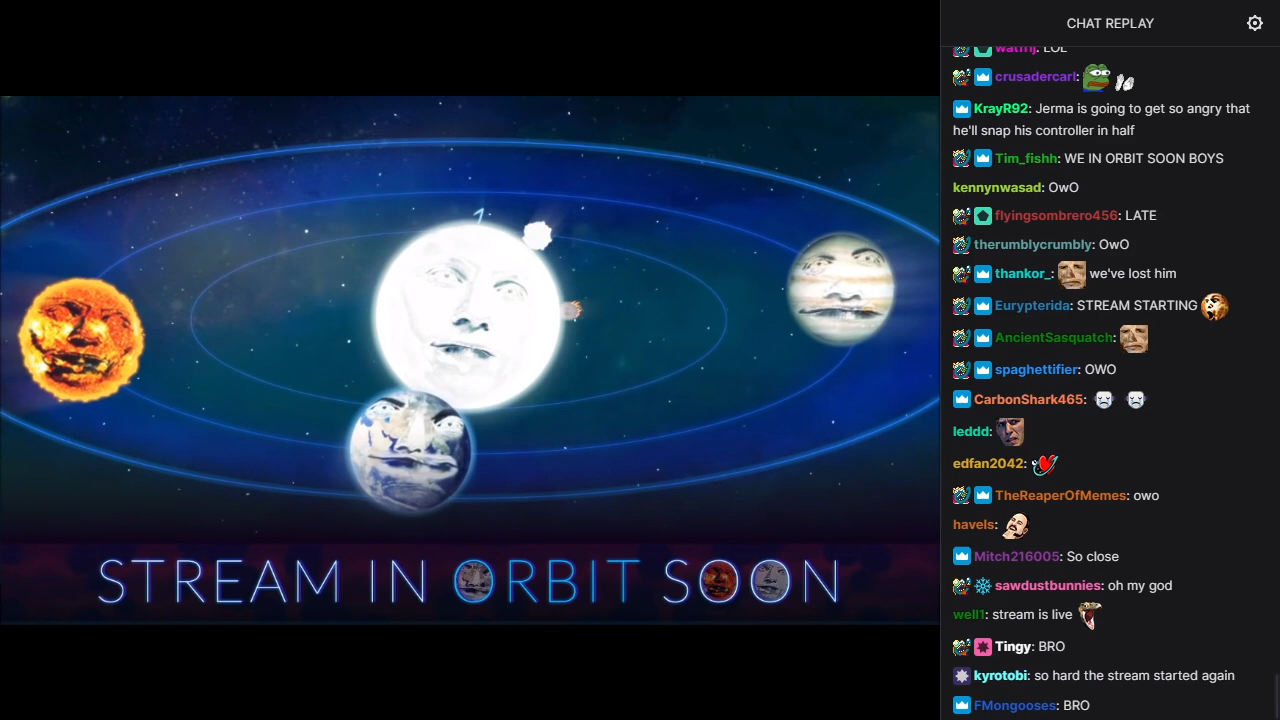 STREAM IN ORBIT SOON
CHAT REPLAY
watfrij: LOL
crusadercarl:
KrayR92: Jerma is going to get so angry that
he'll snap his controller in half
Tim_fishh: WE IN ORBIT SOON BOYS
kennynwasad: OwO
flyingsombrero456: LATE
therumblycrumbly: OwO
thankor_: we've lost him
Eurypterida: STREAM STARTING
AncientSasquatch:
spaghettifier: OWO
CarbonShark465:
leddd:
edfan2042:
TheReaperOfMemes: owo
havels:
Mitch216005: So close
sawdustbunnies: oh my god
well1: stream is live
Tingy: BRO
kyrotobi: so hard the stream started again
FMongooses: BRO